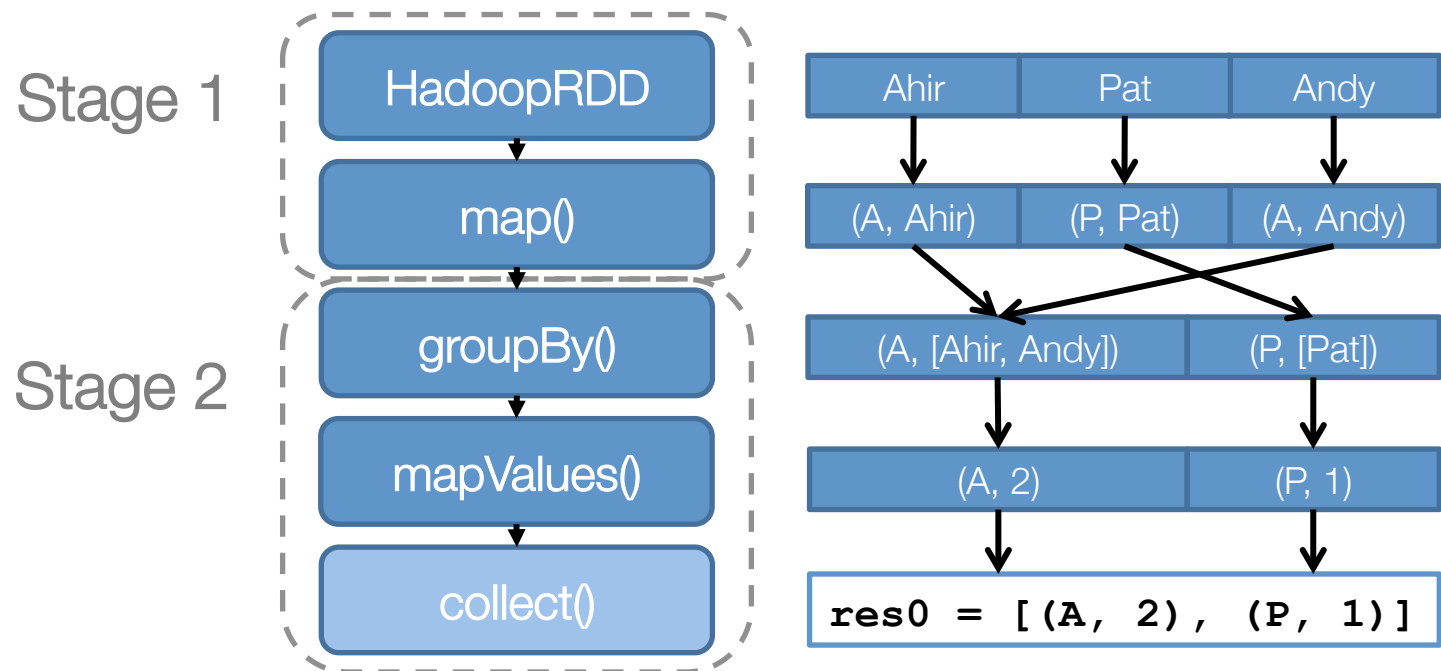 Stage 1
HadoopRDD
map()
Stage 2
groupBy()
mapValues()
collect()
Ahir Pat Andy
(A, Ahir) (P, Pat) (A, Andy)
(A, [Ahir, Andy]) (P, [Pat])
(A, 2) (P, 1)
res0 = [(A, 2), (P, 1)]